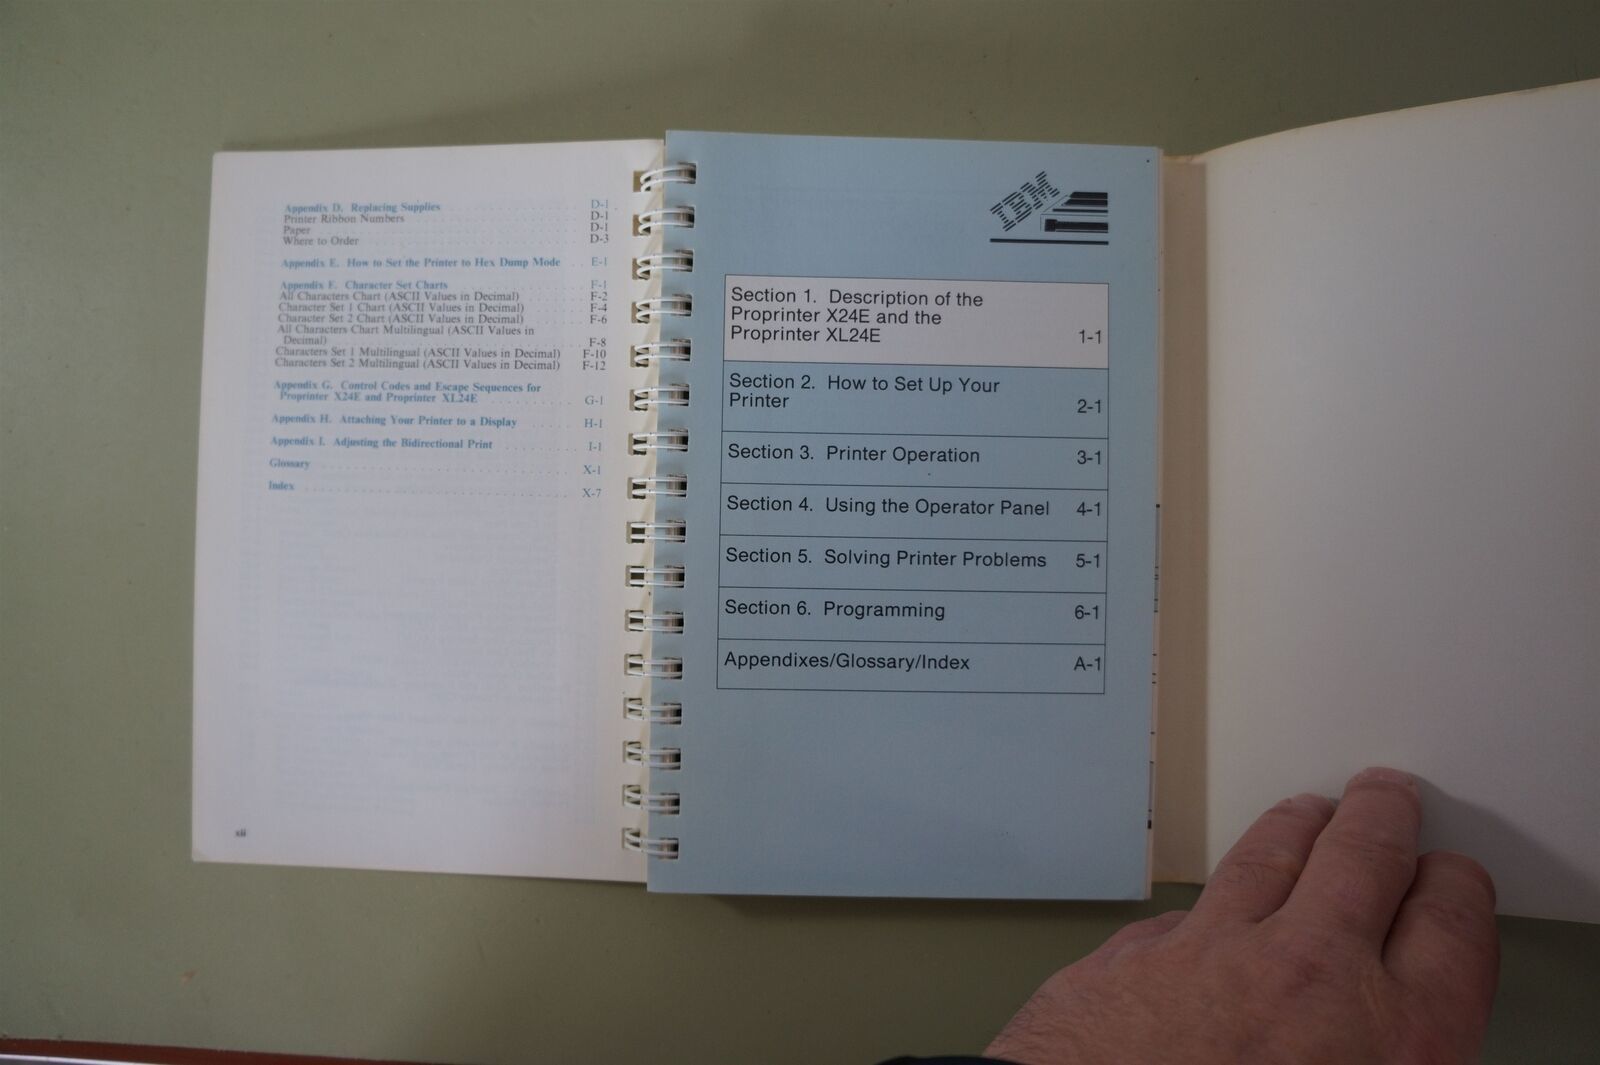 Appendix D. Replacing Supplies . . . . . . . . . . . . D-1
Printer Ribbon Numbers . . . . . . . . . . . . D-1
Paper . . . . . . . . . . . . D-1
Where to Order . . . . . . . . . . . . D-3
Appendix E. How to Set the Printer to Hex Dump Mode . . E-1
Appendix F. Character Set Charts . . . . . . . . . . . . F-1
All Characters Chart (ASCII Values in Decimal) . . . . . . F-2
Character Set 1 Chart (ASCII Values in Decimal) . . . . . . F-4
Character Set 2 Chart (ASCII Values in Decimal) . . . . . . F-6
All Characters Chart Multilingual (ASCII Values in
Decimal) . . . . . . . . . . . . F-8
Characters Set 1 Multilingual (ASCII Values in Decimal) F-10
Characters Set 2 Multilingual (ASCII Values in Decimal) F-12
Appendix G. Control Codes and Escape Sequences for
Proprinter X24E and Proprinter XL24E . . . . . . . . . G-1
Appendix H. Attaching Your Printer to a Display . . . . . H-1
Appendix I. Adjusting the Bidirectional Print . . . . . . . . I-1
Glossary . . . . . . . . . . . . X-1
Index . . . . . . . . . . . . X-7
xii
IBM
Section 1. Description of the
Proprinter X24E and the
Proprinter XL24E 1-1
Section 2. How to Set Up Your
Printer 2-1
Section 3. Printer Operation 3-1
Section 4. Using the Operator Panel 4-1
Section 5. Solving Printer Problems 5-1
Section 6. Programming 6-1
Appendixes/Glossary/Index A-1